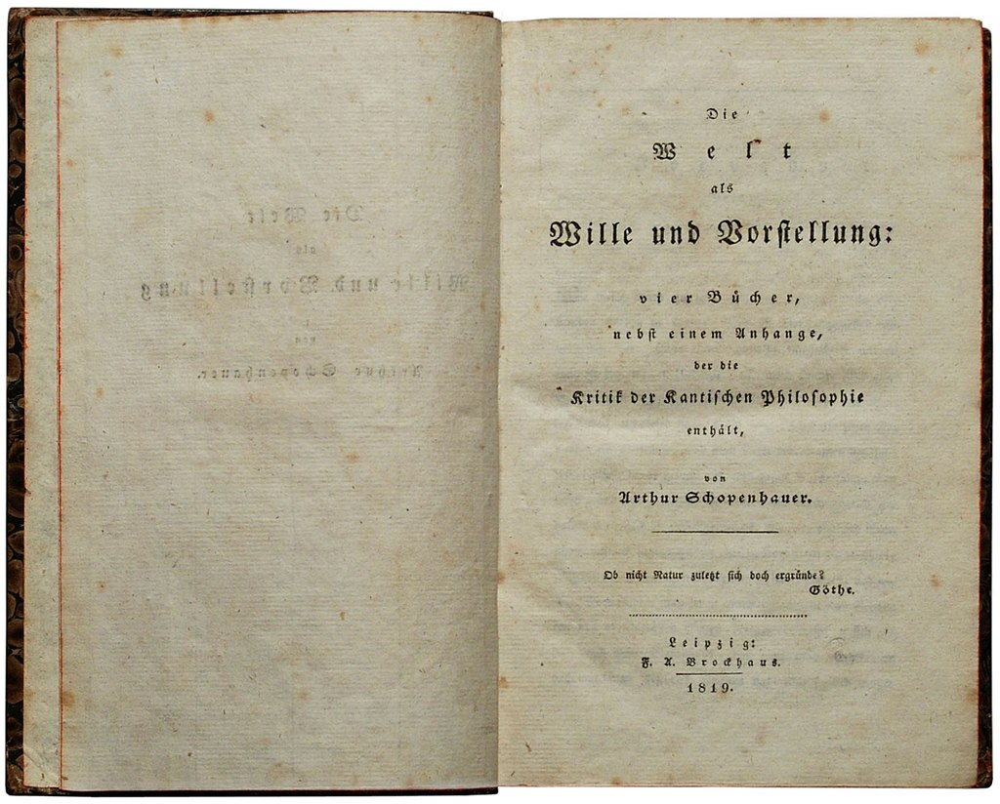 Die
Welt
als
Wille und Vorſtellung:
vier Bücher,
nebſt einem Anhange,
der die
Kritik der Kantiſchen Philoſophie
enthält,
von
Arthur Schopenhauer.
Ob nicht Natur zuletzt ſich doch ergründe?
Göthe.
Leipzig:
F. A. Brockhaus.
1819.